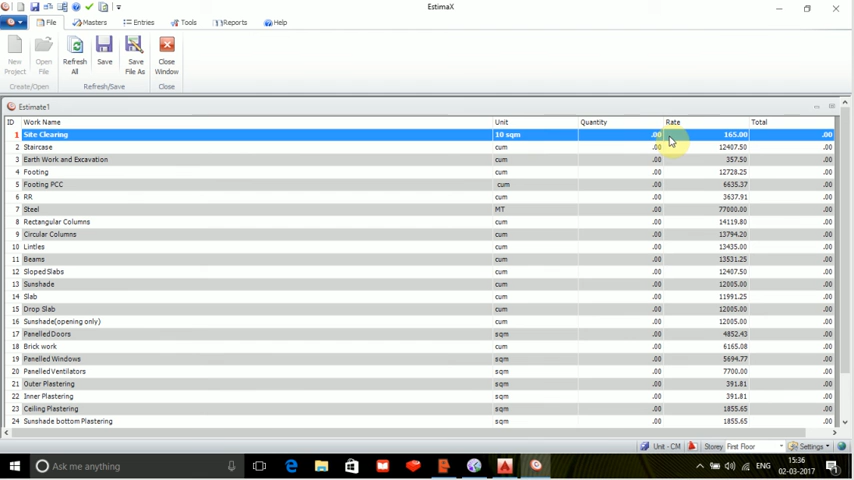 EstimaX
File Masters Entries Tools Reports Help
New Project
Open File
Refresh All
Save
Save File As
Close Window
Create/Open Refresh/Save Close
Estimate1
ID Work Name Unit Quantity Rate Total
1 Site Clearing 10 sqm .00 165.00 .00
2 Staircase cum .00 12407.50 .00
3 Earth Work and Excavation cum .00 357.50 .00
4 Footing cum .00 12728.25 .00
5 Footing PCC cum .00 6635.37 .00
6 RR cum .00 3637.91 .00
7 Steel MT .00 77000.00 .00
8 Rectangular Columns cum .00 14119.80 .00
9 Circular Columns cum .00 13794.20 .00
10 Lintles cum .00 13435.00 .00
11 Beams cum .00 13531.25 .00
12 Sloped Slabs cum .00 12407.50 .00
13 Sunshade cum .00 12005.00 .00
14 Slab cum .00 11991.25 .00
15 Drop Slab cum .00 12005.00 .00
16 Sunshade(opening only) cum .00 12005.00 .00
17 Panelled Doors sqm .00 4852.43 .00
18 Brick work cum .00 6165.08 .00
19 Panelled Windows sqm .00 5694.77 .00
20 Panelled Ventilators sqm .00 7700.00 .00
21 Outer Plastering sqm .00 391.81 .00
22 Inner Plastering sqm .00 391.81 .00
23 Ceiling Plastering sqm .00 1855.65 .00
24 Sunshade bottom Plastering sqm .00 1855.65 .00
Unit - CM Storey First Floor Settings
Ask me anything ENG 15:36
02-03-2017